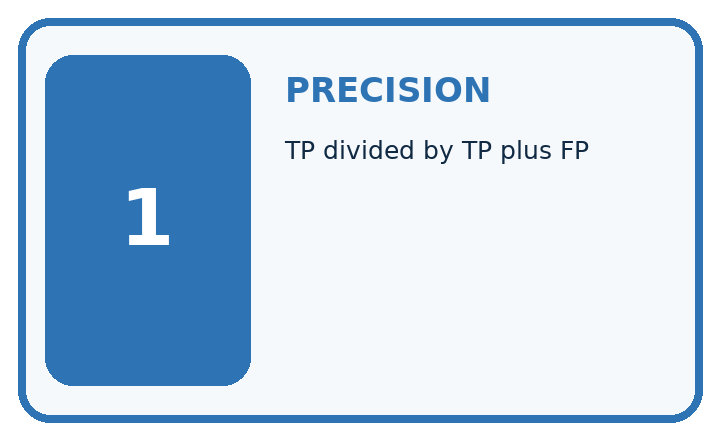 1
PRECISION
TP divided by TP plus FP